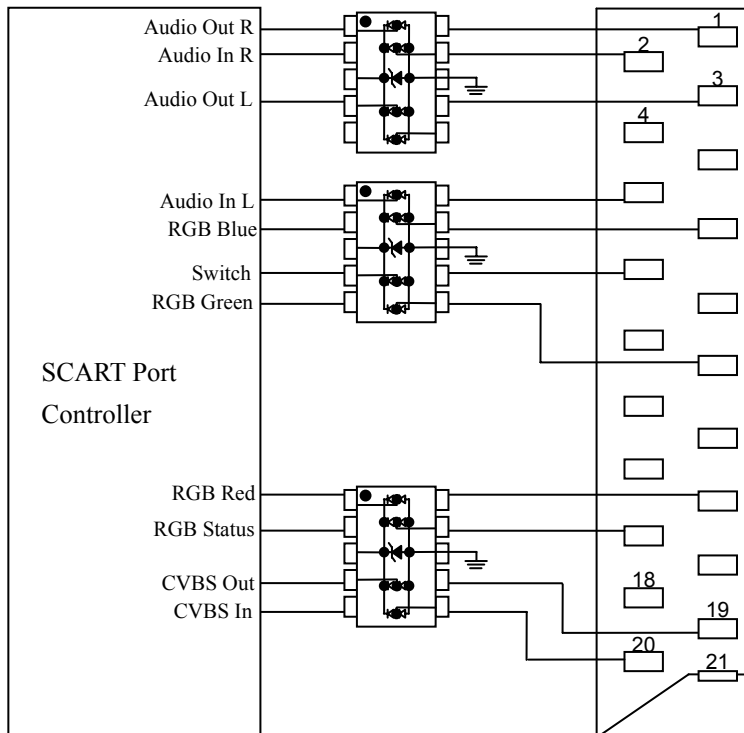 Audio Out R
Audio In R
Audio Out L
Audio In L
RGB Blue
Switch
RGB Green
SCART Port
Controller
RGB Red
RGB Status
CVBS Out
CVBS In
1
2
3
4
18
19
20
21